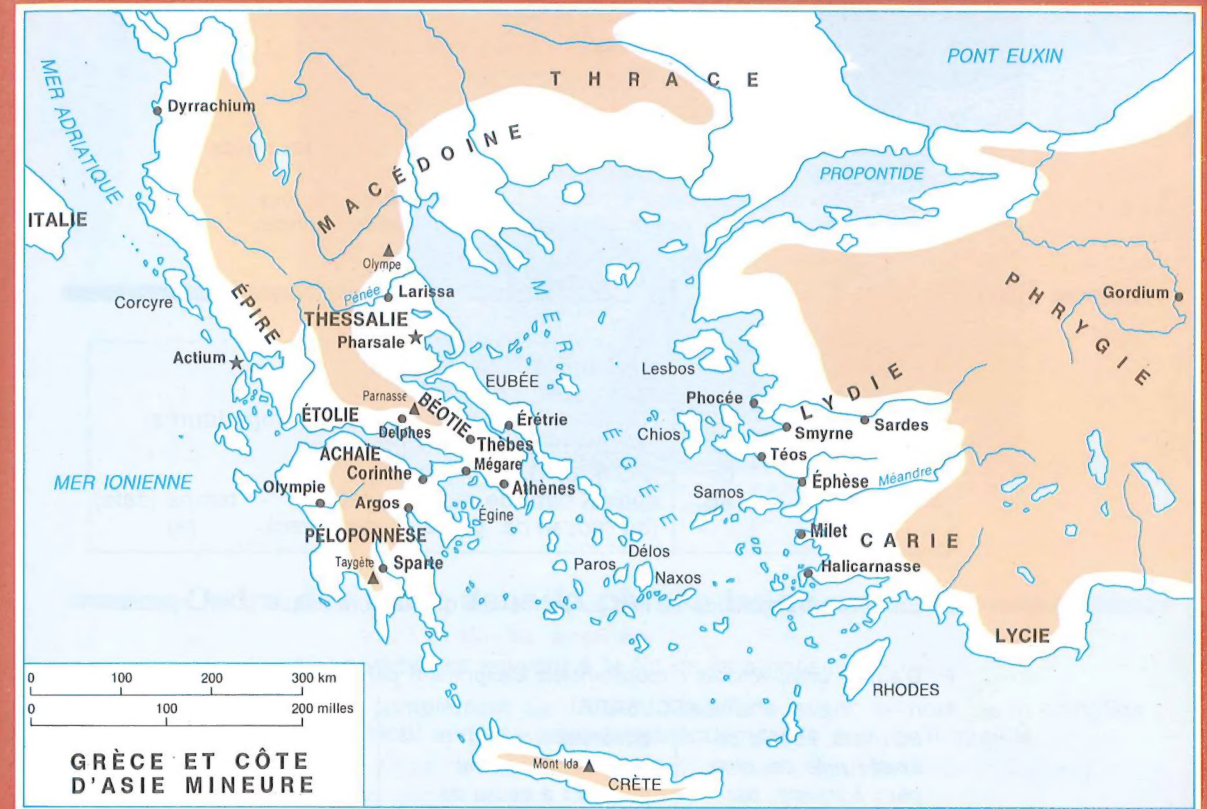 PONT EUXIN
THRACE
MER ADRIATIQUE
Dyrrachium
MACÉDOINE
PROPONTIDE
ITALIE
Olympe
PHRYGIE
Gordium
Corcyre
ÉPIRE
Pénée
Larissa
MER ÉGÉE
THESSALIE
Pharsale
Actium
Lesbos
EUBÉE
LYDIE
Parnasse
BÉOTIE
Phocée
ÉTOLIE
Delphes
Érétrie
Smyrne
Sardes
Chios
Thèbes
ACHAÏE
Mégare
Téos
Corinthe
MER IONIENNE
Olympie
Athènes
Samos
Éphèse
Méandre
Argos
Égine
PÉLOPONNÈSE
Milet
CARIE
Délos
Taygète
Sparte
Paros
Naxos
Halicarnasse
LYCIE
RHODES
0 100 200 300 km
0 100 200 milles
GRÈCE ET CÔTE
D'ASIE MINEURE
Mont Ida
CRÈTE